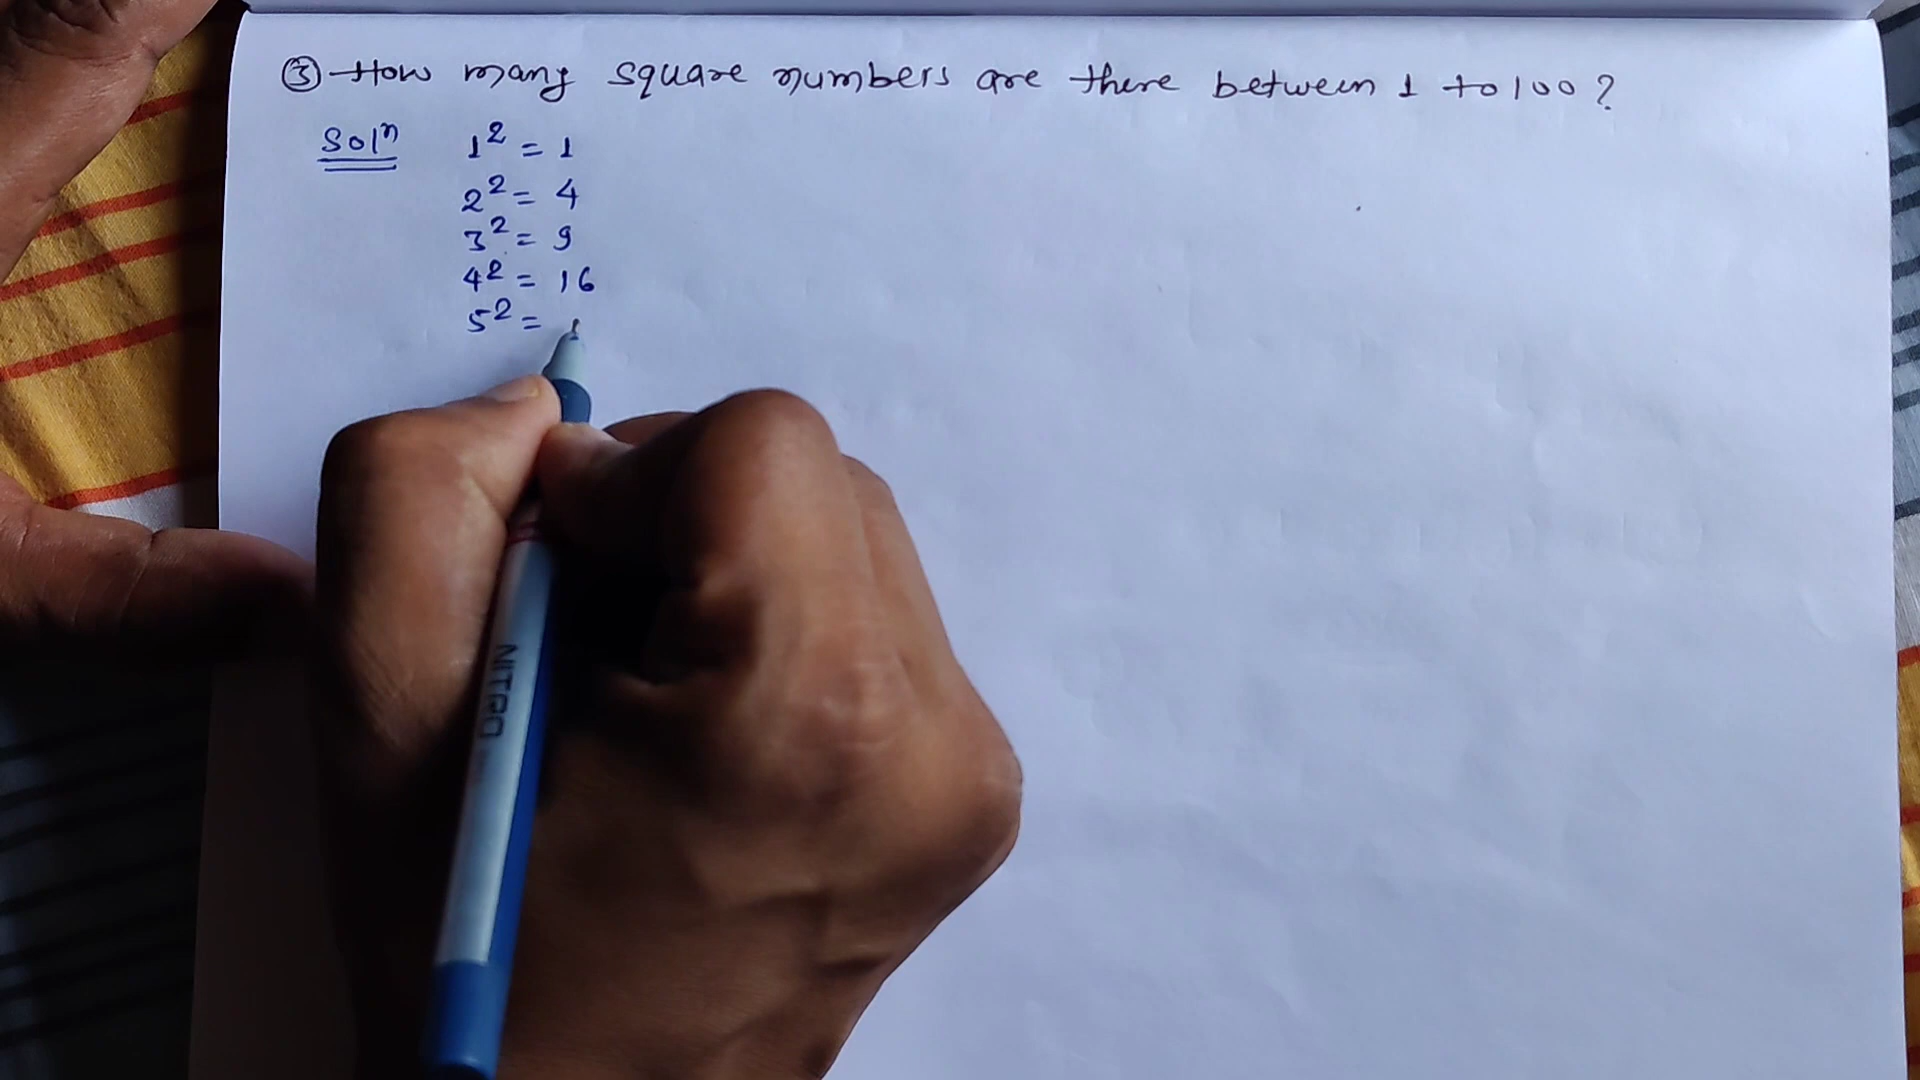 ③ How many square numbers are there between 1 to 100?
Solⁿ 1² = 1
2² = 4
3² = 9
4² = 16
5² =
NITRO